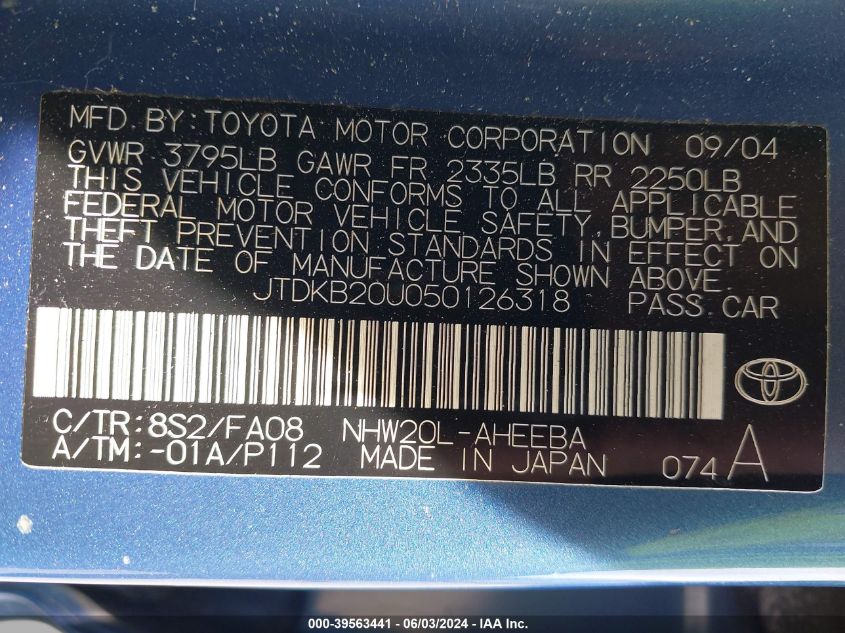 MFD. BY: TOYOTA MOTOR CORPORATION 09/04
GVWR 3795LB GAWR FR 2335LB RR 2250LB
THIS VEHICLE CONFORMS TO ALL APPLICABLE
FEDERAL MOTOR VEHICLE SAFETY, BUMPER, AND
THEFT PREVENTION STANDARDS IN EFFECT ON
THE DATE OF MANUFACTURE SHOWN ABOVE.
JTDKB20U050126318 PASS. CAR
C/TR: 8S2/FA08 NHW20L-AHEEBA
A/TM: -01A/P112 MADE IN JAPAN 074 A
000-39563441 - 06/03/2024 - IAA Inc.